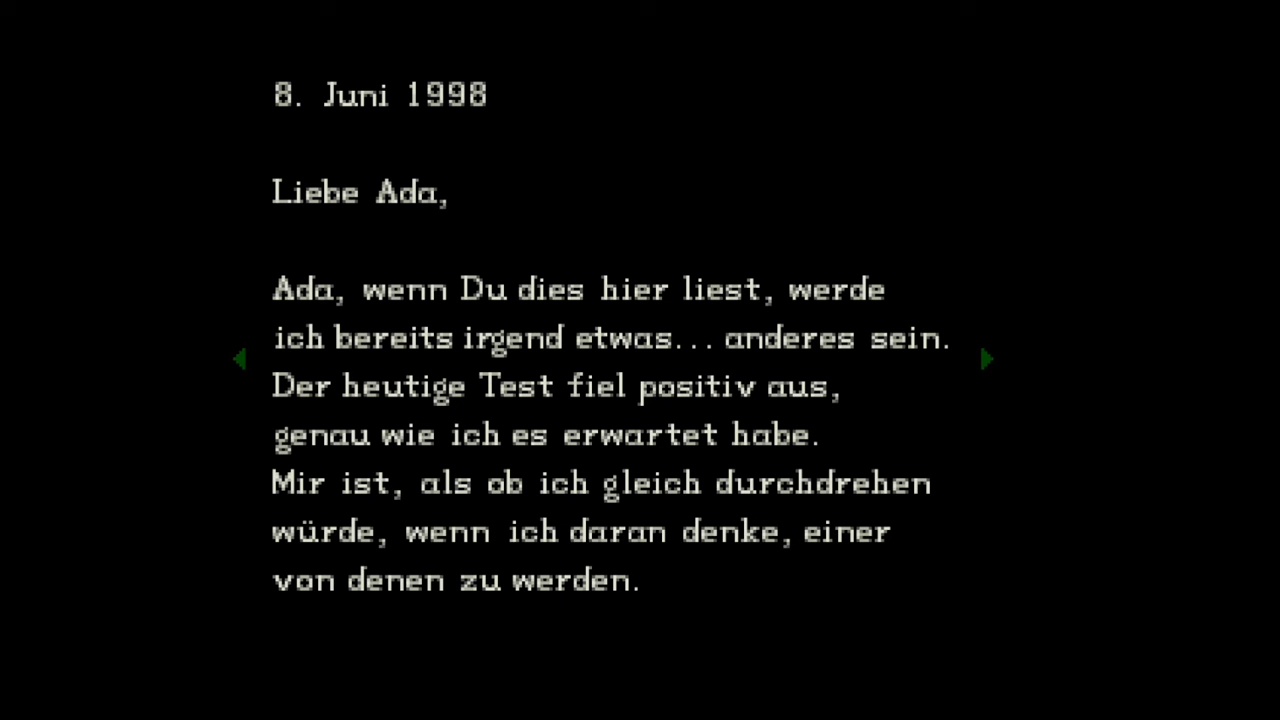 8. Juni 1998
Liebe Ada,
Ada, wenn Du dies hier liest, werde
ich bereits irgend etwas... anderes sein.
Der heutige Test fiel positiv aus,
genau wie ich es erwartet habe.
Mir ist, als ob ich gleich durchdrehen
würde, wenn ich daran denke, einer
von denen zu werden.